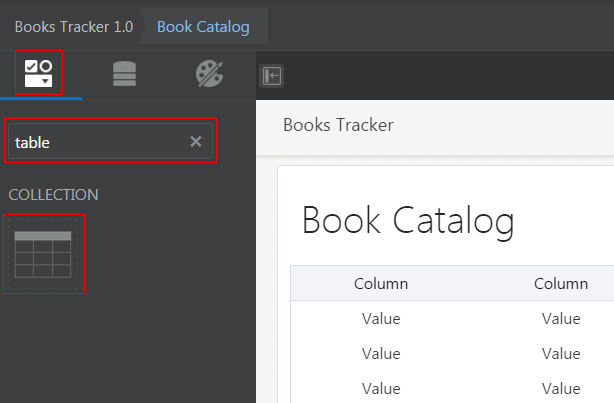 Books Tracker 1.0 Book Catalog
table
COLLECTION
Books Tracker
Book Catalog
Column Column
Value Value
Value Value
Value Value